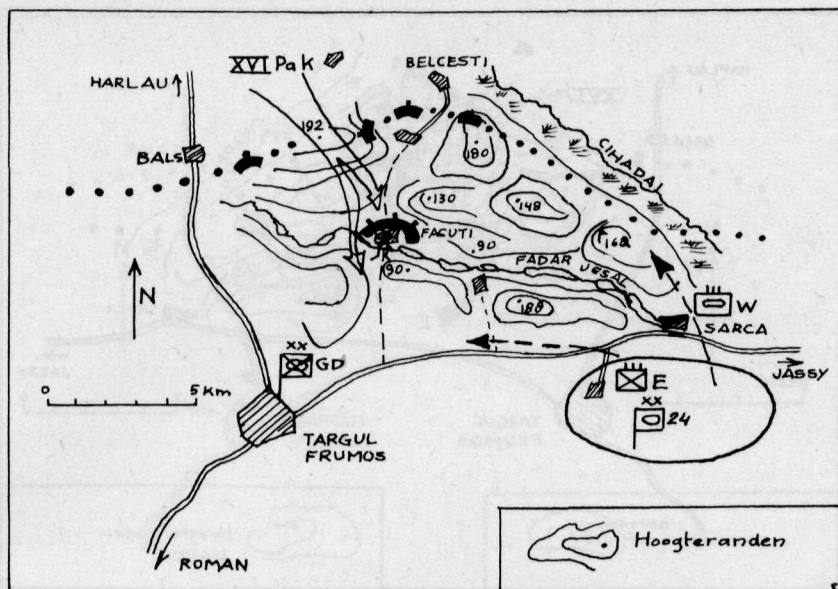 XVI Pak
BELCESTI
HARLAU
192
BALS
180
CIHADAI
130
148
FACUTI
90
168
FADAR JESAL
90
188
N
W
SARCA
XX
GD
JASSY
0 5 Km
E
XX
24
TARGUL
FRUMOS
ROMAN
Hoogteranden